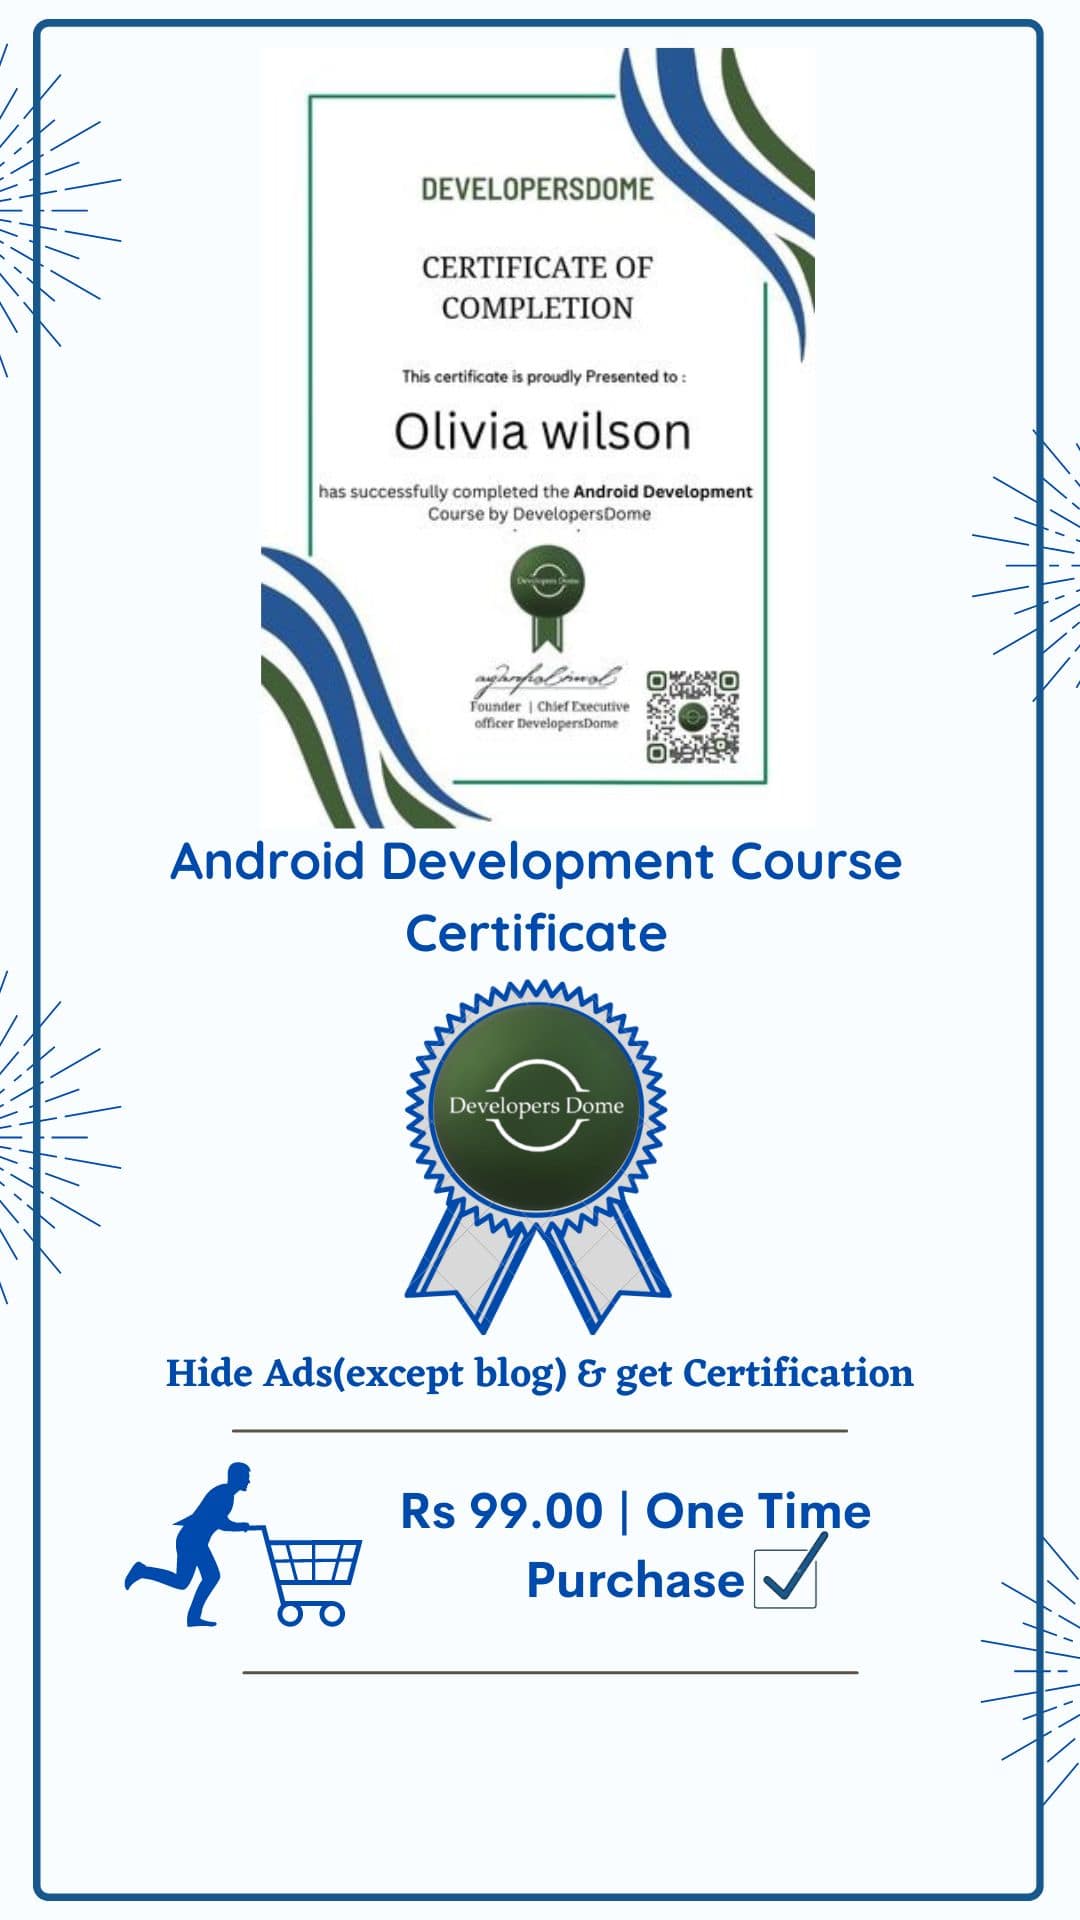 DEVELOPERSDOME
CERTIFICATE OF
COMPLETION
This certificate is proudly Presented to :
Olivia wilson
has successfully completed the Android Development
Course by DevelopersDome
Developers Dome
Founder | Chief Executive
officer DevelopersDome
Android Development Course
Certificate
Developers Dome
Hide Ads(except blog) & get Certification
Rs 99.00 | One Time
Purchase